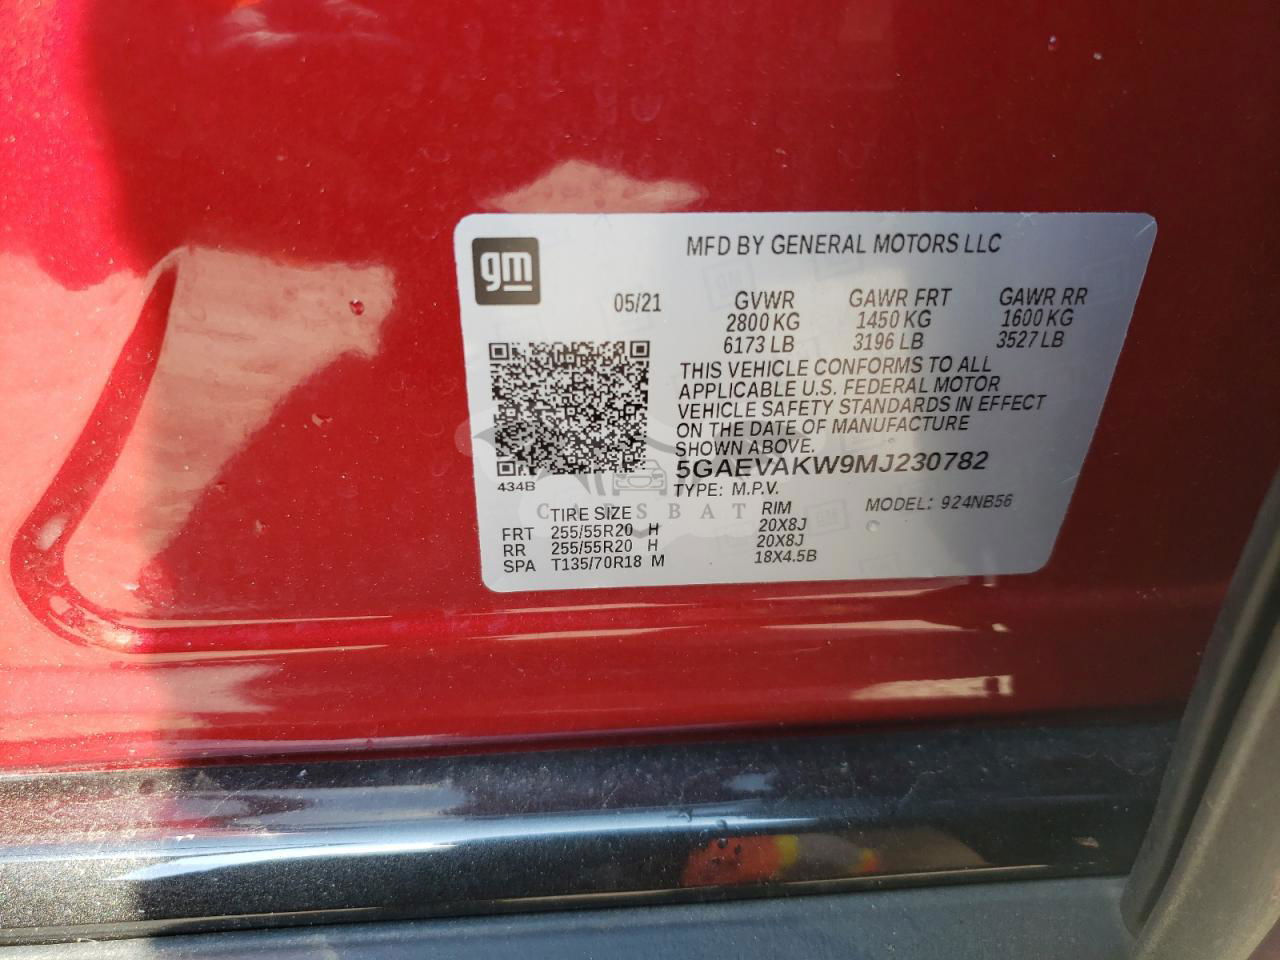 gm
MFD BY GENERAL MOTORS LLC
05/21 GVWR GAWR FRT GAWR RR
2800 KG 1450 KG 1600 KG
6173 LB 3196 LB 3527 LB
THIS VEHICLE CONFORMS TO ALL
APPLICABLE U.S. FEDERAL MOTOR
VEHICLE SAFETY STANDARDS IN EFFECT
ON THE DATE OF MANUFACTURE
SHOWN ABOVE.
5GAEVAKW9MJ230782
434B
TYPE: M.P.V. MODEL: 924NB56
TIRE SIZE RIM
FRT 255/55R20 H 20X8J
RR 255/55R20 H 20X8J
SPA T135/70R18 M 18X4.5B
CARSBAT